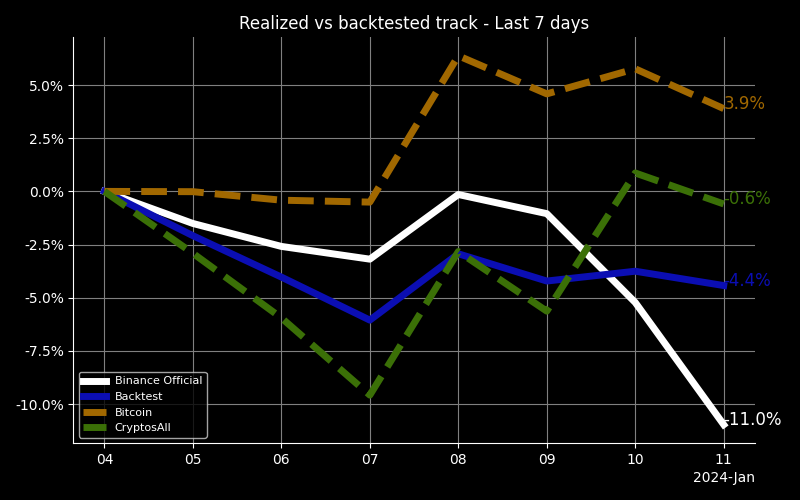 Realized vs backtested track - Last 7 days
5.0%
2.5%
0.0%
-2.5%
-5.0%
-7.5%
-10.0%
3.9%
-0.6%
-4.4%
-11.0%
Binance Official
Backtest
Bitcoin
CryptosAll
04 05 06 07 08 09 10 11
2024-Jan